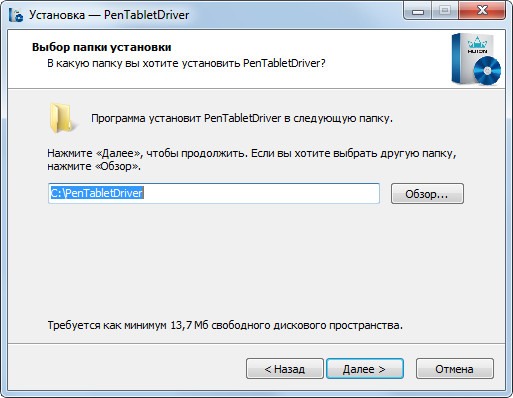 Установка — PenTabletDriver
Выбор папки установки
В какую папку вы хотите установить PenTabletDriver?
HUION
Программа установит PenTabletDriver в следующую папку.
Нажмите «Далее», чтобы продолжить. Если вы хотите выбрать другую папку,
нажмите «Обзор».
C:\PenTabletDriver
Обзор...
Требуется как минимум 13,7 Мб свободного дискового пространства.
< Назад
Далее >
Отмена